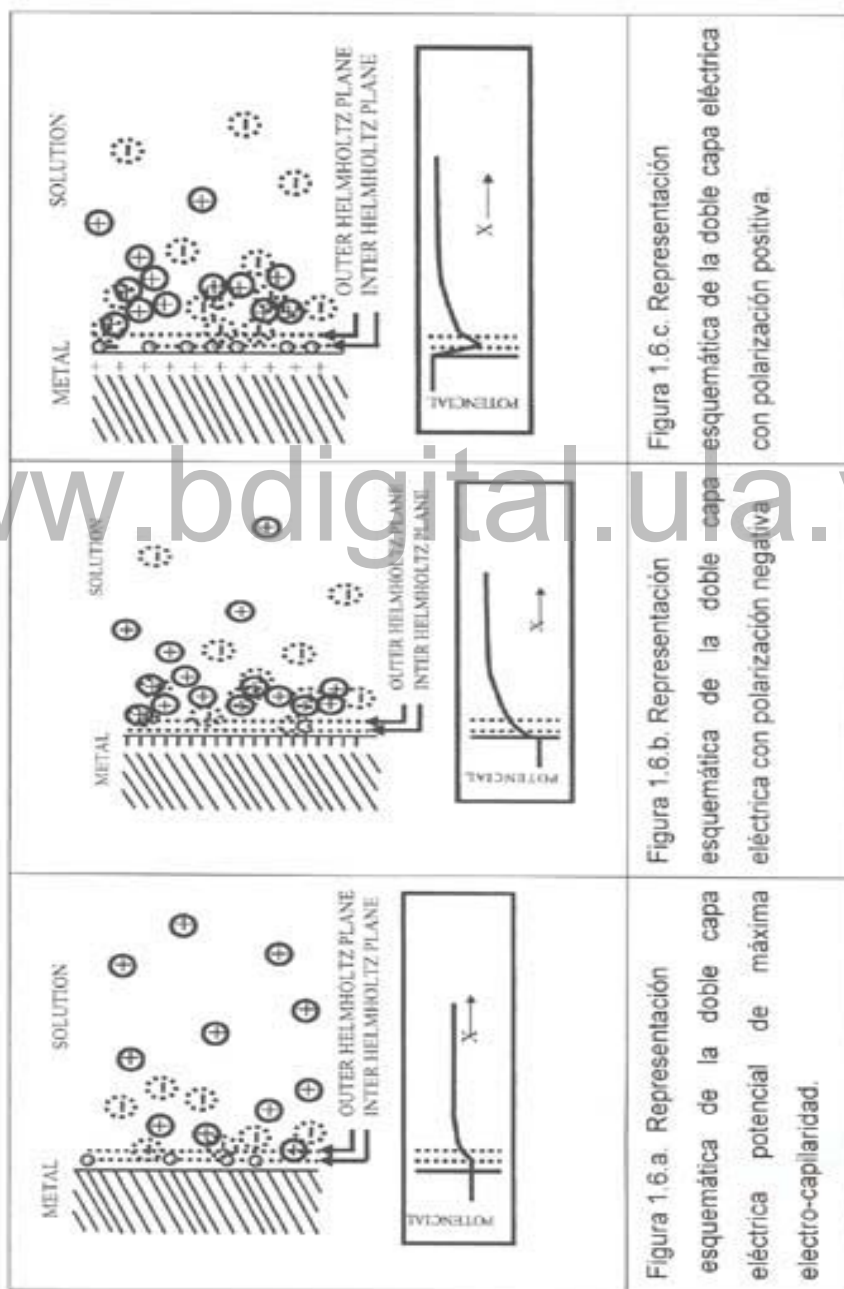 METAL
SOLUTION
OUTER HELMHOLTZ PLANE
INTER HELMHOLTZ PLANE
POTENCIAL
X
Figura 1.6.a. Representación
esquemática de la doble capa
eléctrica potencial de máxima
electro-capilaridad.
METAL
SOLUTION
OUTER HELMHOLTZ PLANE
INTER HELMHOLTZ PLANE
POTENCIAL
X
Figura 1.6.b. Representación
esquemática de la doble capa
eléctrica con polarización negativa
METAL
SOLUTION
+ + + + + + + + +
OUTER HELMHOLTZ PLANE
INTER HELMHOLTZ PLANE
POTENCIAL
X
Figura 1.6.c. Representación
esquemática de la doble capa eléctrica
con polarización positiva.
w.bdigital.ula.v